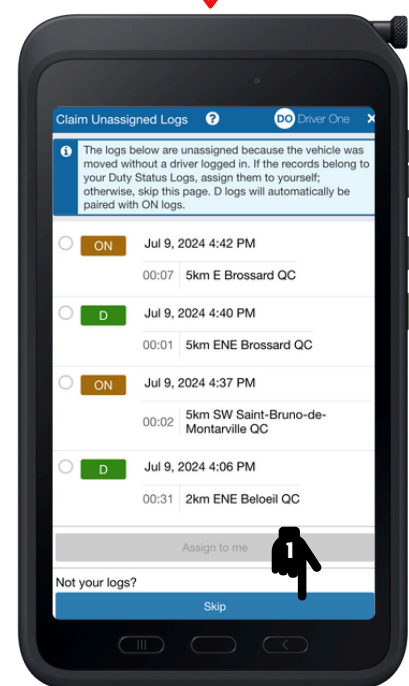 Claim Unassigned Logs ? DO Driver One ×
The logs below are unassigned because the vehicle was
moved without a driver logged in. If the records belong to
your Duty Status Logs, assign them to yourself;
otherwise, skip this page. D logs will automatically be
paired with ON logs.
ON Jul 9, 2024 4:42 PM
00:07 5km E Brossard QC
D Jul 9, 2024 4:40 PM
00:01 5km ENE Brossard QC
ON Jul 9, 2024 4:37 PM
00:02 5km SW Saint-Bruno-de-
Montarville QC
D Jul 9, 2024 4:06 PM
00:31 2km ENE Beloeil QC
Assign to me
1
Not your logs?
Skip